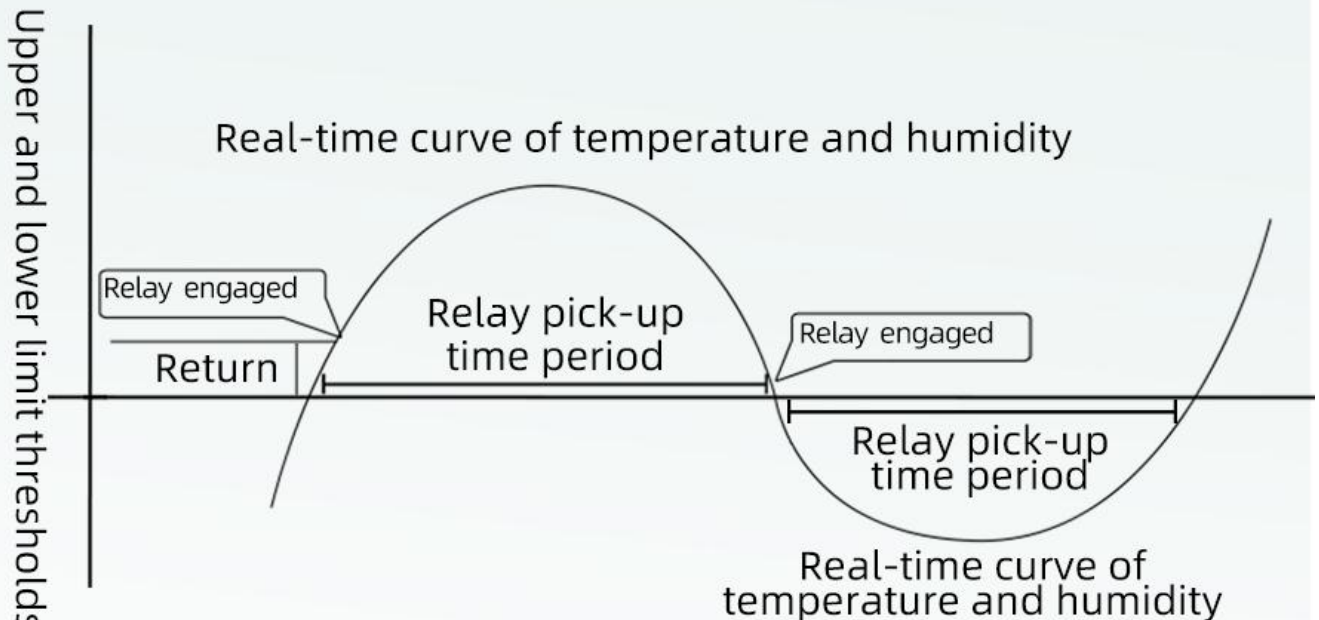 Upper and lower limit thresholds
Real-time curve of temperature and humidity
Relay engaged
Relay pick-up
time period
Relay engaged
Return
Relay pick-up
time period
Real-time curve of
temperature and humidity